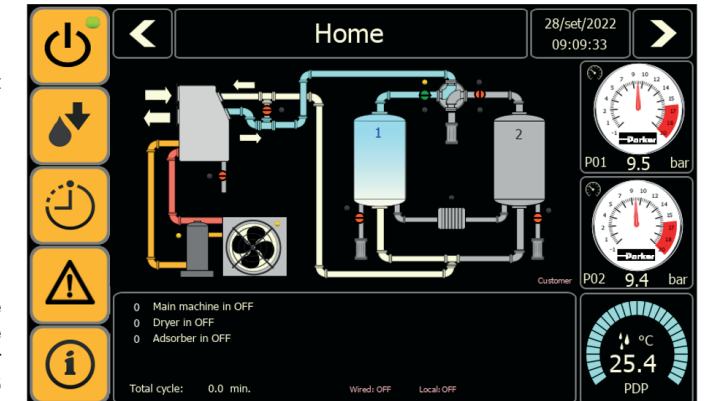 Home
28/set/2022
09:09:33
1
2
Parker
P01 9.5 bar
Parker
P02 9.4 bar
Customer
0 Main machine in OFF
0 Dryer in OFF
0 Adsorber in OFF
Total cycle: 0.0 min.
Wired: OFF Local: OFF
°C
25.4
PDP